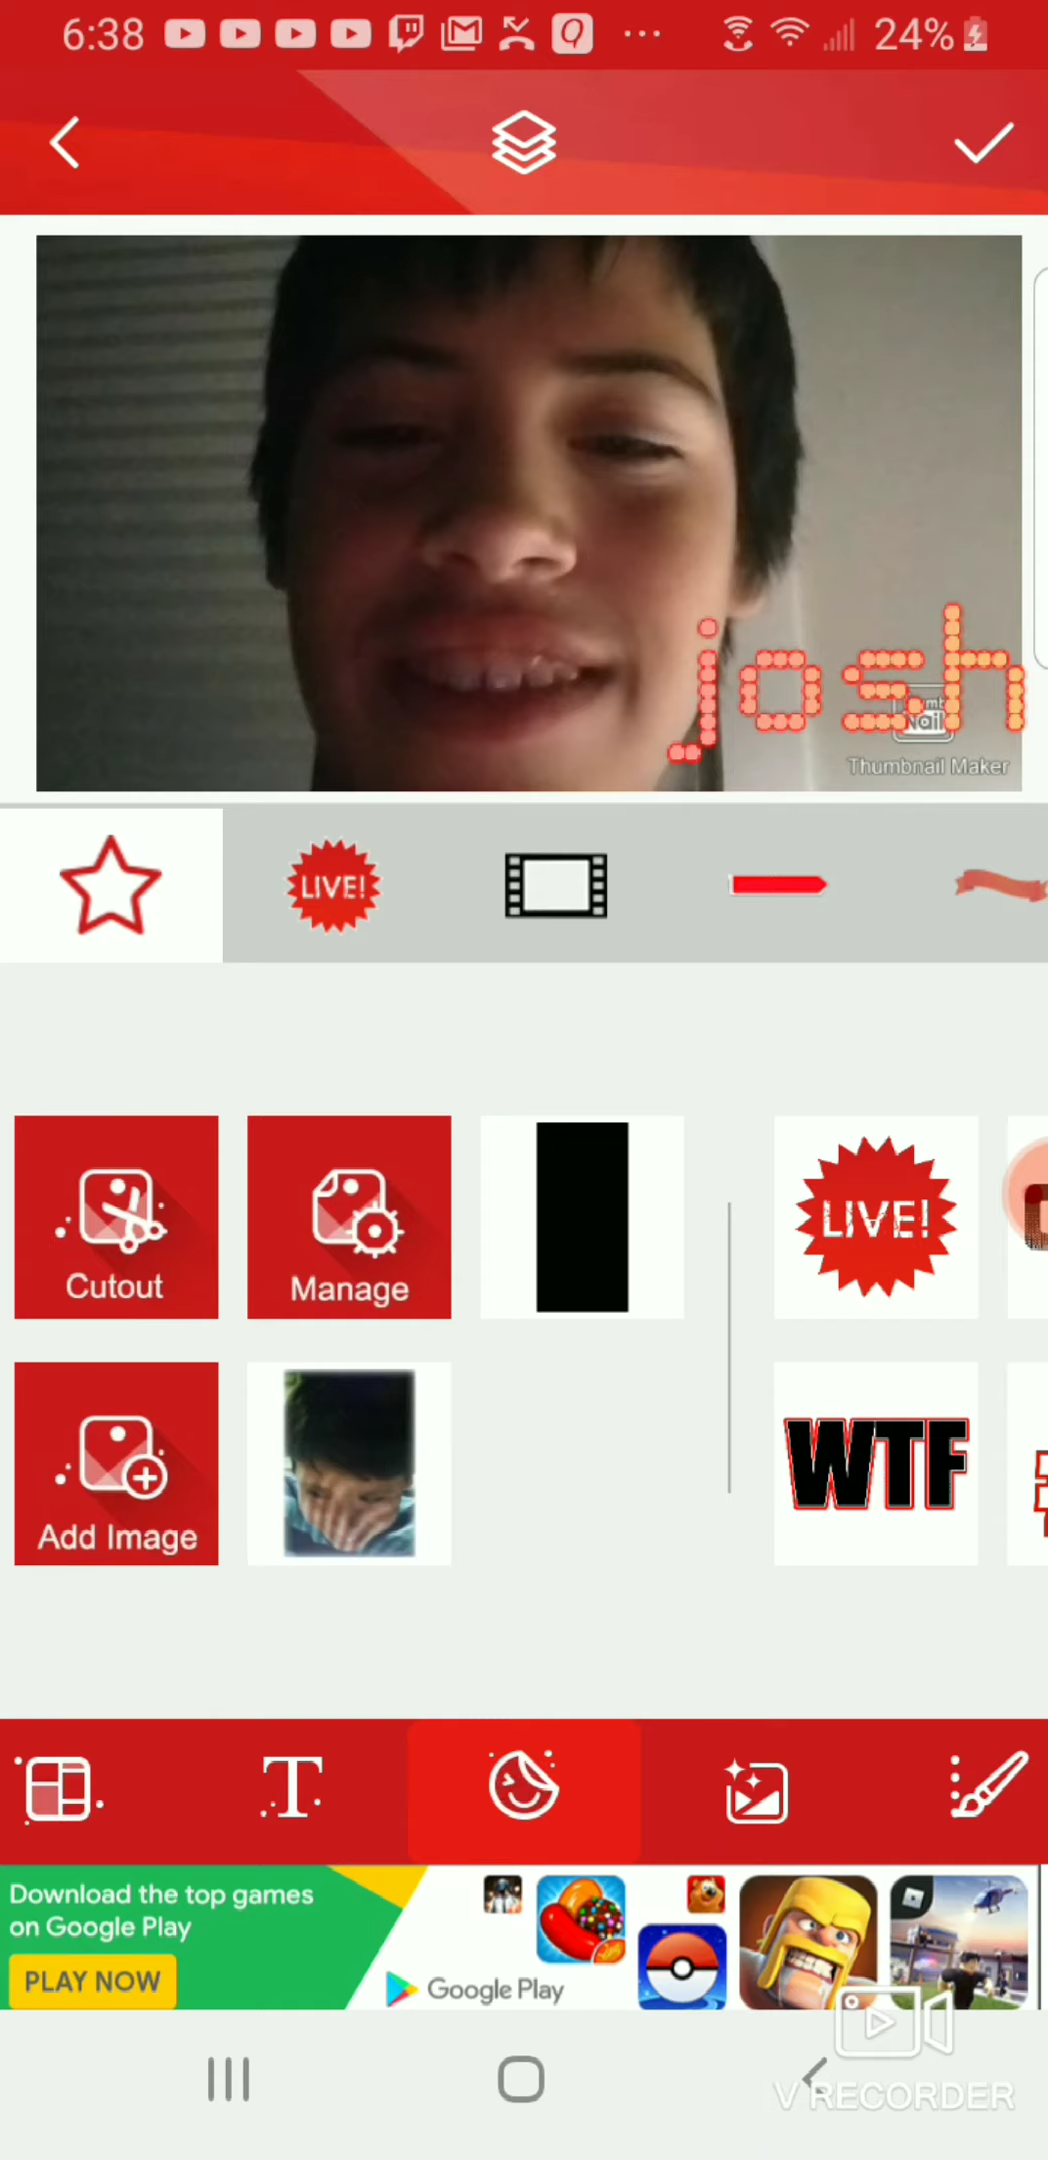 6:38
24%
josh
Thumbnail Maker
LIVE!
Cutout
Manage
LIVE!
Add Image
WTF
T
Download the top games
on Google Play
PLAY NOW
Google Play
V RECORDER